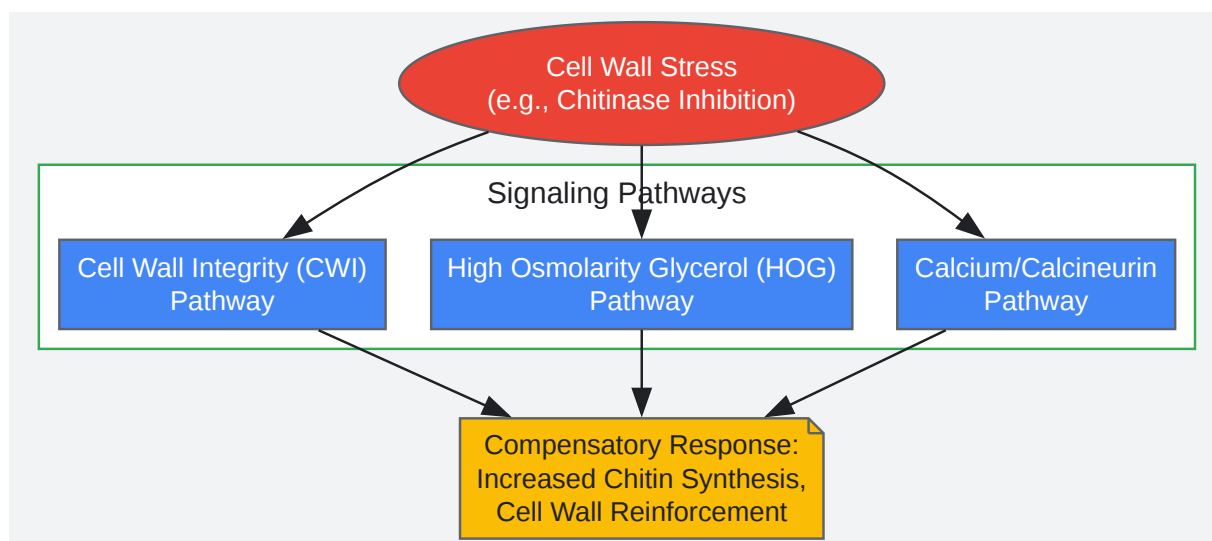 Cell Wall Stress
(e.g., Chitinase Inhibition)
Signaling Pathways
Cell Wall Integrity (CWI)
Pathway
High Osmolarity Glycerol (HOG)
Pathway
Calcium/Calcineurin
Pathway
Compensatory Response:
Increased Chitin Synthesis,
Cell Wall Reinforcement